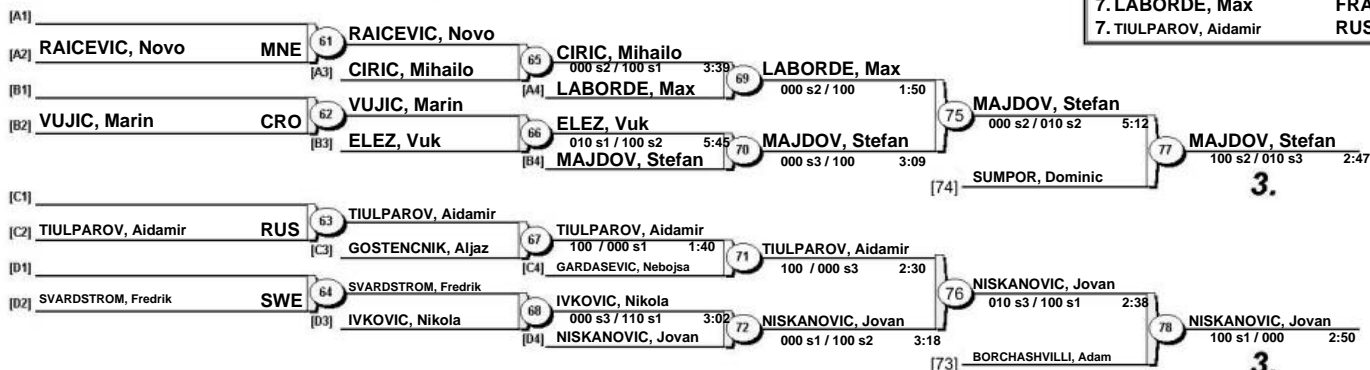 7. LABORDE, Max FRA
7. TIULPAROV, Aidamir RUS
[A1]
[A2] RAICEVIC, Novo MNE
61
RAICEVIC, Novo
[A3] CIRIC, Mihailo
65
CIRIC, Mihailo
000 s2 / 100 s1 3:39
[A4] LABORDE, Max
69
LABORDE, Max
000 s2 / 100 1:50
[B1]
[B2] VUJIC, Marin CRO
62
VUJIC, Marin
[B3] ELEZ, Vuk
66
ELEZ, Vuk
010 s1 / 100 s2 5:45
[B4] MAJDOV, Stefan
70
MAJDOV, Stefan
000 s3 / 100 3:09
75
MAJDOV, Stefan
000 s2 / 010 s2 5:12
[74] SUMPOR, Dominic
77
MAJDOV, Stefan
100 s2 / 010 s3 2:47
3.
[C1]
[C2] TIULPAROV, Aidamir RUS
63
TIULPAROV, Aidamir
[C3] GOSTENCNIK, Aljaz
67
TIULPAROV, Aidamir
100 / 000 s1 1:40
[C4] GARDASEVIC, Nebojsa
71
TIULPAROV, Aidamir
100 / 000 s3 2:30
[D1]
[D2] SVARDSTROM, Fredrik SWE
64
SVARDSTROM, Fredrik
[D3] IVKOVIC, Nikola
68
IVKOVIC, Nikola
000 s3 / 110 s1 3:02
[D4] NISKANOVIC, Jovan
72
NISKANOVIC, Jovan
000 s1 / 100 s2 3:18
76
NISKANOVIC, Jovan
010 s3 / 100 s1 2:38
[73] BORCHASHVILLI, Adam
78
NISKANOVIC, Jovan
100 s1 / 000 2:50
3.